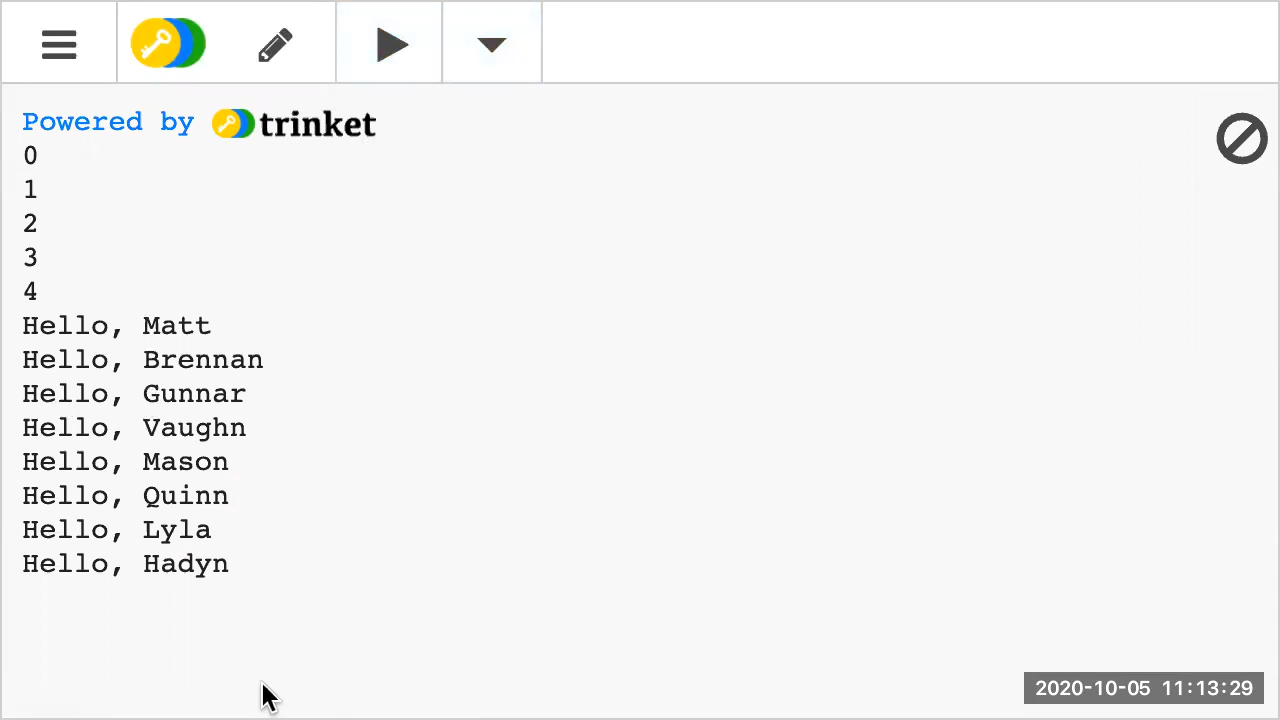 Powered by trinket
0
1
2
3
4
Hello, Matt
Hello, Brennan
Hello, Gunnar
Hello, Vaughn
Hello, Mason
Hello, Quinn
Hello, Lyla
Hello, Hadyn
2020-10-05 11:13:29